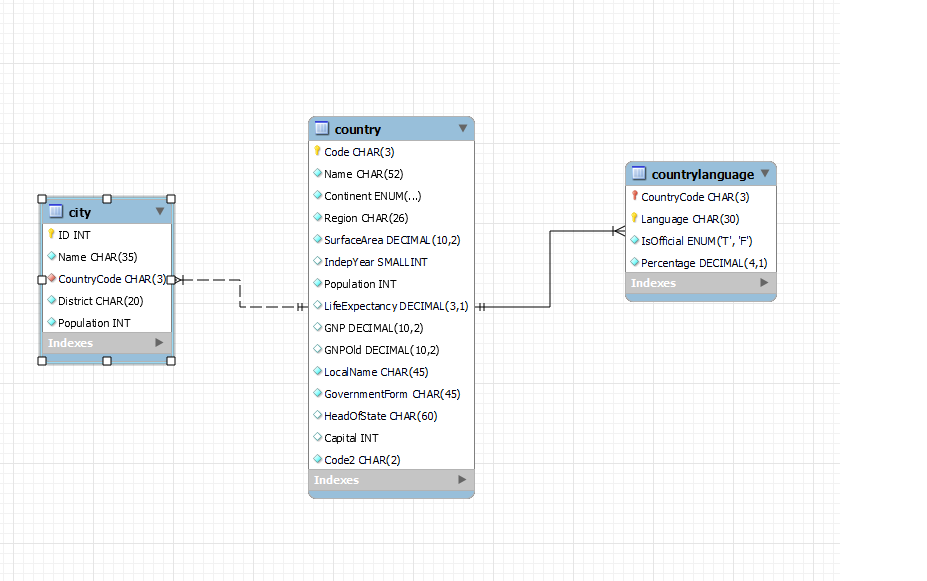 city
ID INT
Name CHAR(35)
CountryCode CHAR(3)
District CHAR(20)
Population INT
Indexes
country
Code CHAR(3)
Name CHAR(52)
Continent ENUM(...)
Region CHAR(26)
SurfaceArea DECIMAL(10,2)
IndepYear SMALLINT
Population INT
LifeExpectancy DECIMAL(3,1)
GNP DECIMAL(10,2)
GNPOld DECIMAL(10,2)
LocalName CHAR(45)
GovernmentForm CHAR(45)
HeadOfState CHAR(60)
Capital INT
Code2 CHAR(2)
Indexes
countrylanguage
CountryCode CHAR(3)
Language CHAR(30)
IsOfficial ENUM('T', 'F')
Percentage DECIMAL(4,1)
Indexes